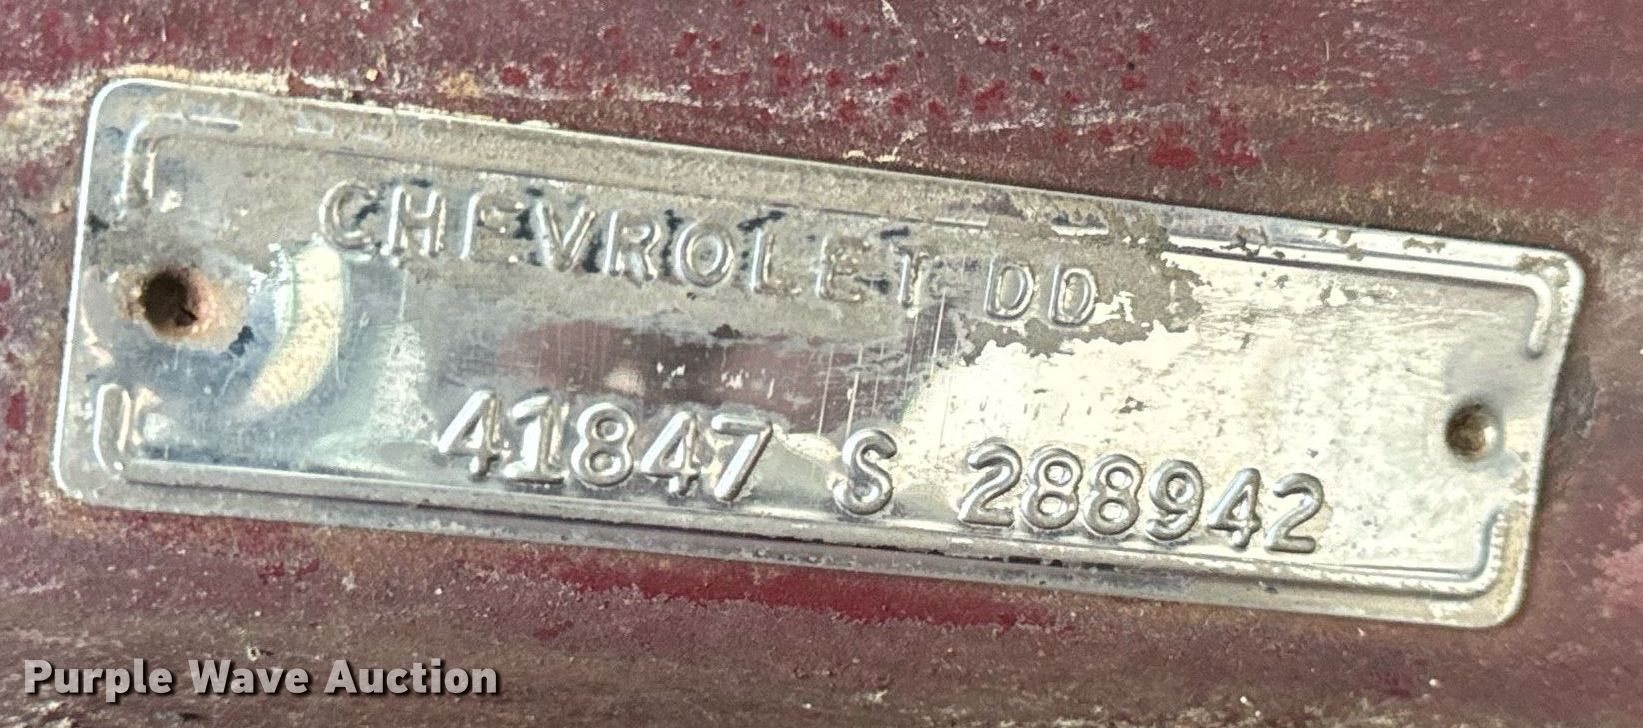 CHEVROLET DD
41847 S 288942
Purple Wave Auction